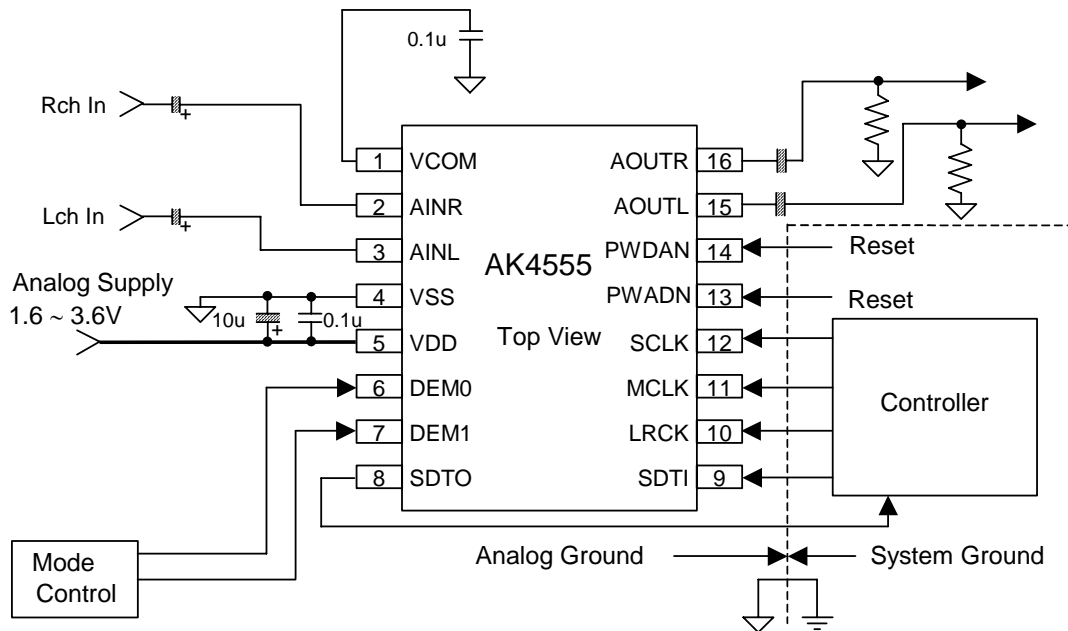 0.1u
Rch In
+
Lch In
+
Analog Supply
1.6 ~ 3.6V
10u
+
0.1u
1 VCOM
2 AINR
3 AINL
4 VSS
5 VDD
6 DEM0
7 DEM1
8 SDTO
AK4555
Top View
AOUTR 16
AOUTL 15
PWDAN 14
PWADN 13
SCLK 12
MCLK 11
LRCK 10
SDTI 9
Reset
Reset
Controller
Mode
Control
Analog Ground
System Ground